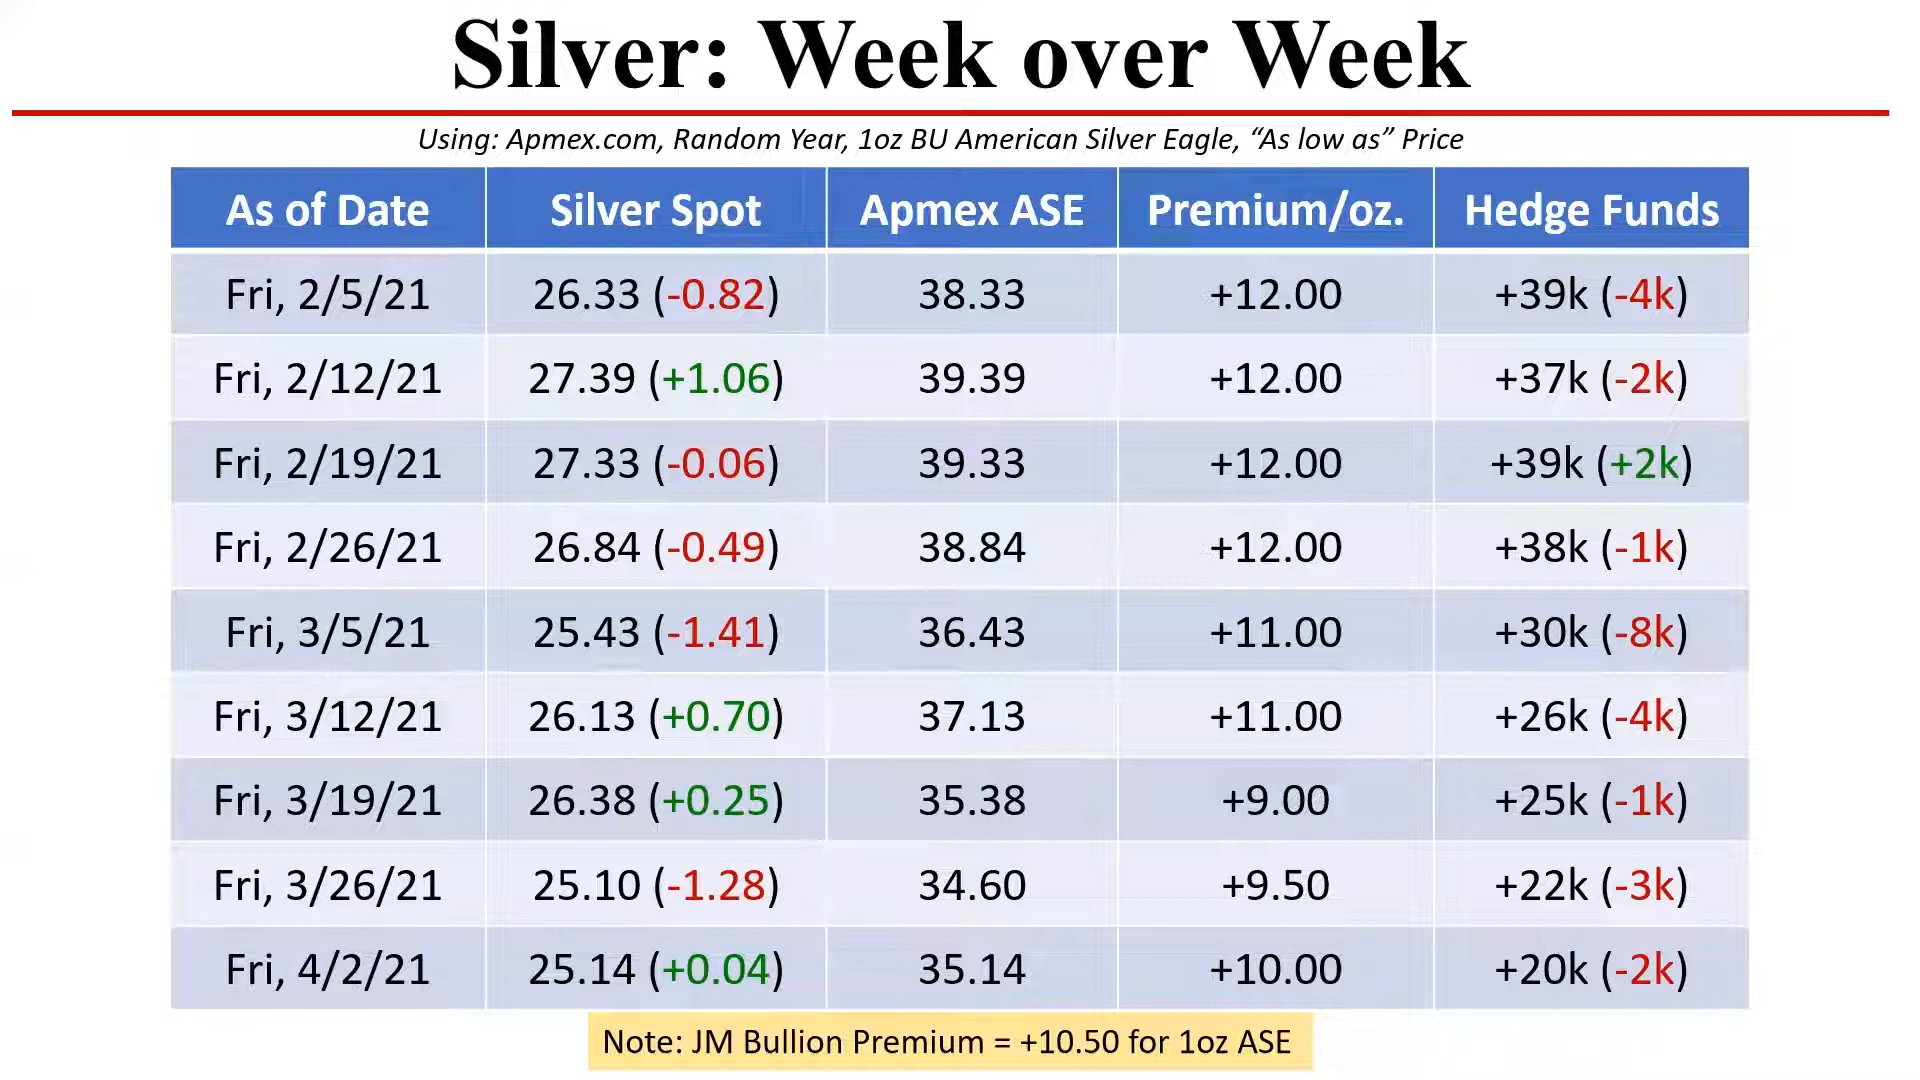 Silver: Week over Week
Using: Apmex.com, Random Year, 1oz BU American Silver Eagle, “As low as” Price
As of Date Silver Spot Apmex ASE Premium/oz. Hedge Funds
Fri, 2/5/21 26.33 (-0.82) 38.33 +12.00 +39k (-4k)
Fri, 2/12/21 27.39 (+1.06) 39.39 +12.00 +37k (-2k)
Fri, 2/19/21 27.33 (-0.06) 39.33 +12.00 +39k (+2k)
Fri, 2/26/21 26.84 (-0.49) 38.84 +12.00 +38k (-1k)
Fri, 3/5/21 25.43 (-1.41) 36.43 +11.00 +30k (-8k)
Fri, 3/12/21 26.13 (+0.70) 37.13 +11.00 +26k (-4k)
Fri, 3/19/21 26.38 (+0.25) 35.38 +9.00 +25k (-1k)
Fri, 3/26/21 25.10 (-1.28) 34.60 +9.50 +22k (-3k)
Fri, 4/2/21 25.14 (+0.04) 35.14 +10.00 +20k (-2k)
Note: JM Bullion Premium = +10.50 for 1oz ASE